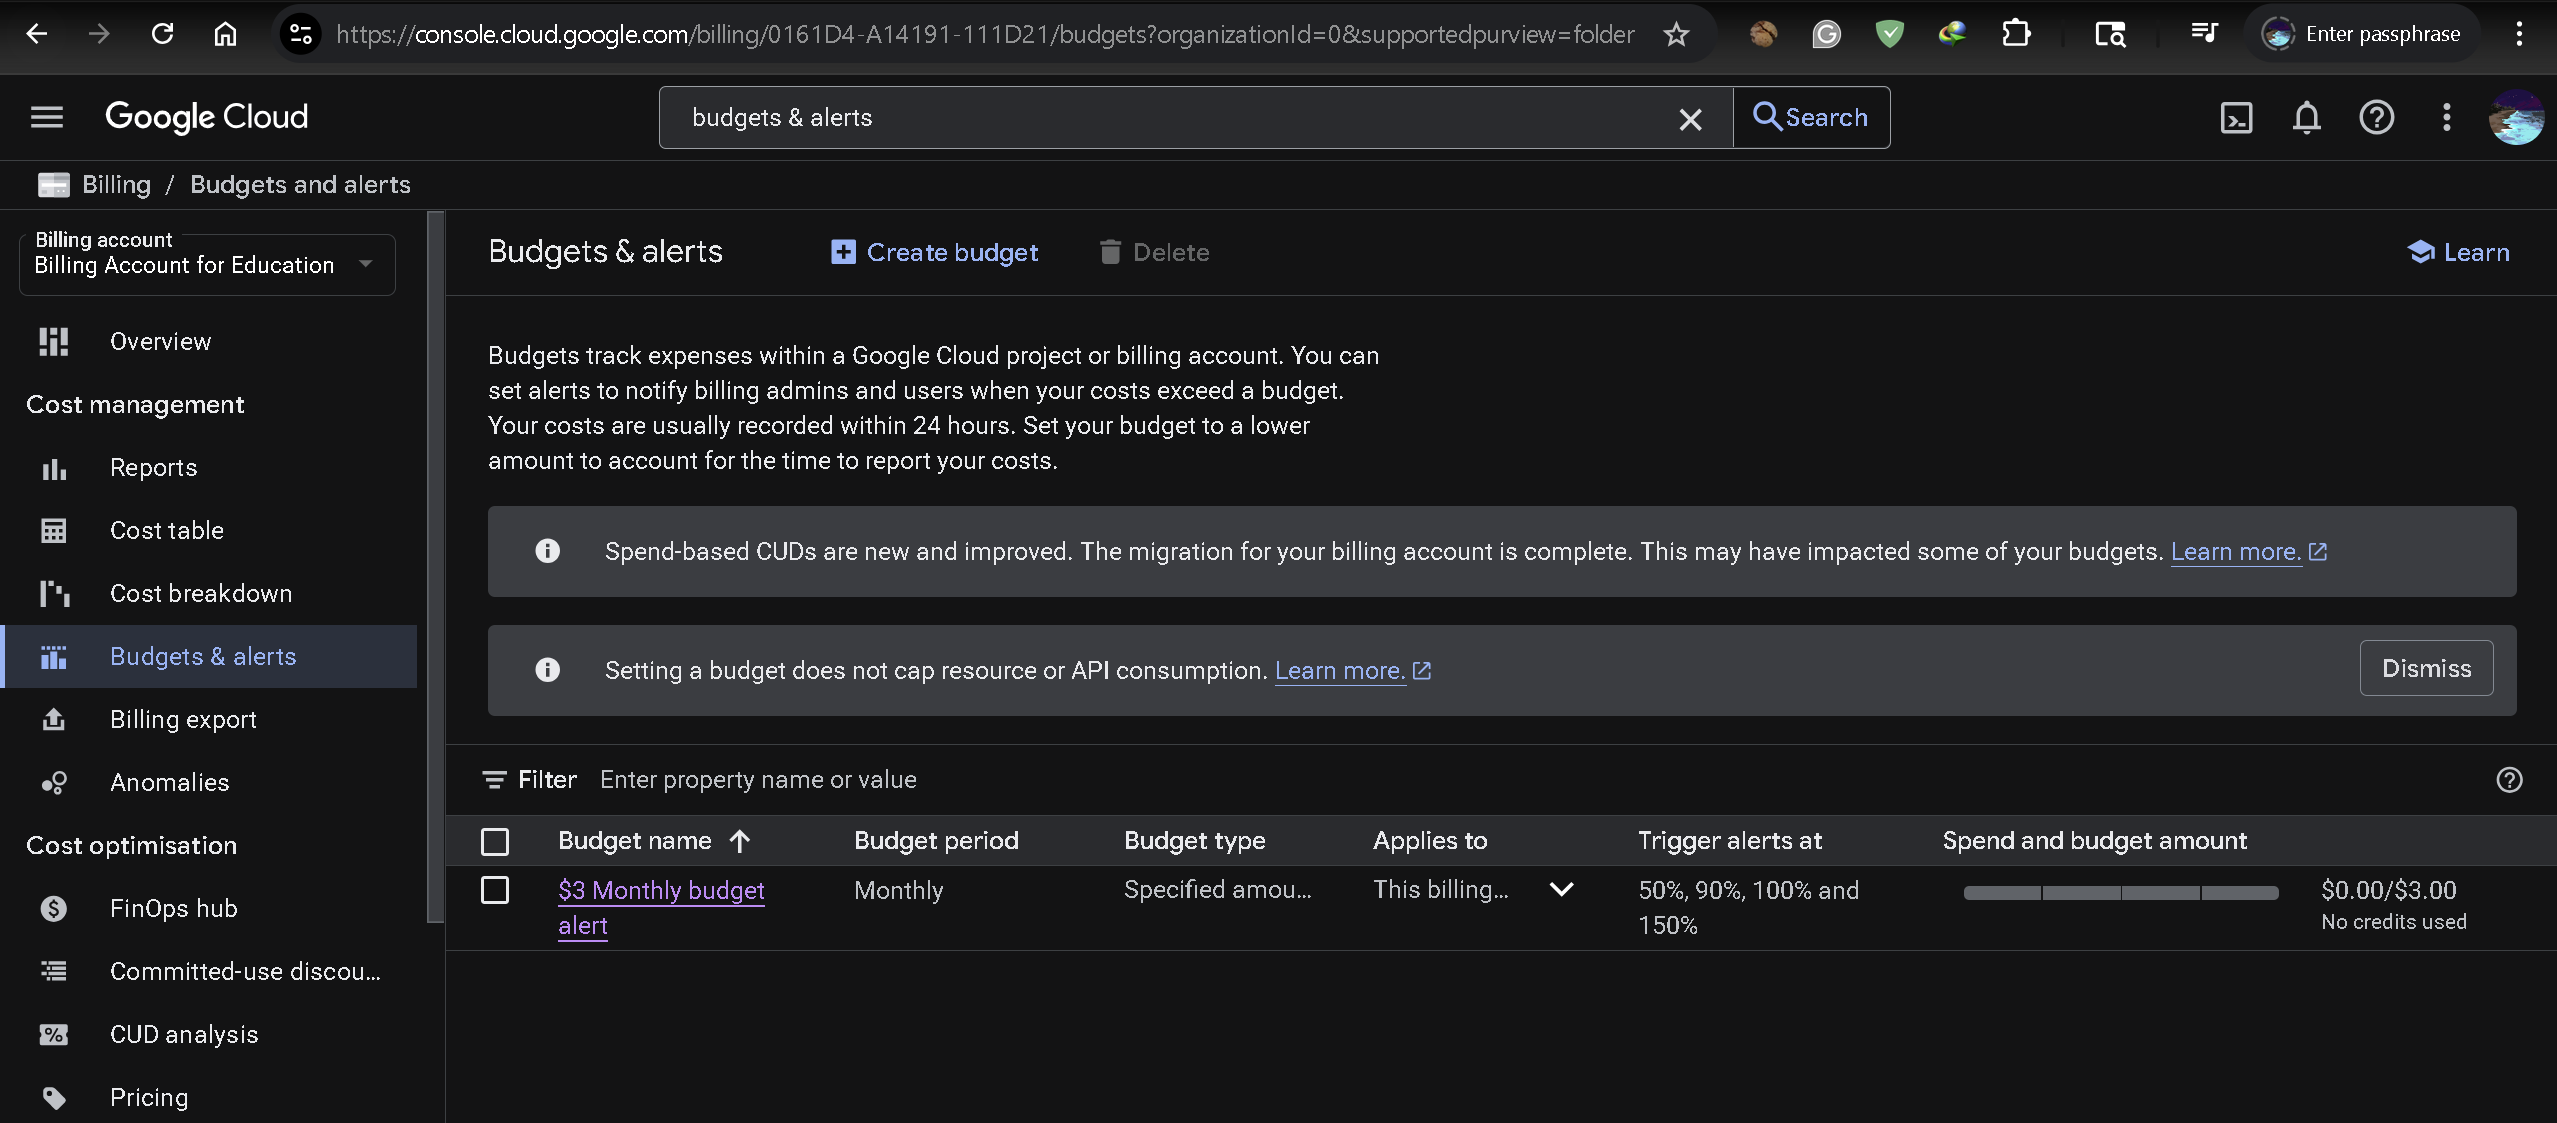 https://console.cloud.google.com/billing/0161D4-A14191-111D21/budgets?organizationId=0&supportedpurview=folder
Enter passphrase
Google Cloud
budgets & alerts
Search
Billing / Budgets and alerts
Billing account
Billing Account for Education
Overview
Cost management
Reports
Cost table
Cost breakdown
Budgets & alerts
Billing export
Anomalies
Cost optimisation
FinOps hub
Committed-use discou...
CUD analysis
Pricing
Budgets & alerts
Create budget
Delete
Learn
Budgets track expenses within a Google Cloud project or billing account. You can
set alerts to notify billing admins and users when your costs exceed a budget.
Your costs are usually recorded within 24 hours. Set your budget to a lower
amount to account for the time to report your costs.
Spend-based CUDs are new and improved. The migration for your billing account is complete. This may have impacted some of your budgets. Learn more.
Setting a budget does not cap resource or API consumption. Learn more.
Dismiss
Filter Enter property name or value
Budget name Budget period Budget type Applies to Trigger alerts at Spend and budget amount
$3 Monthly budget Monthly Specified amou... This billing... 50%, 90%, 100% and $0.00/$3.00
alert 150% No credits used